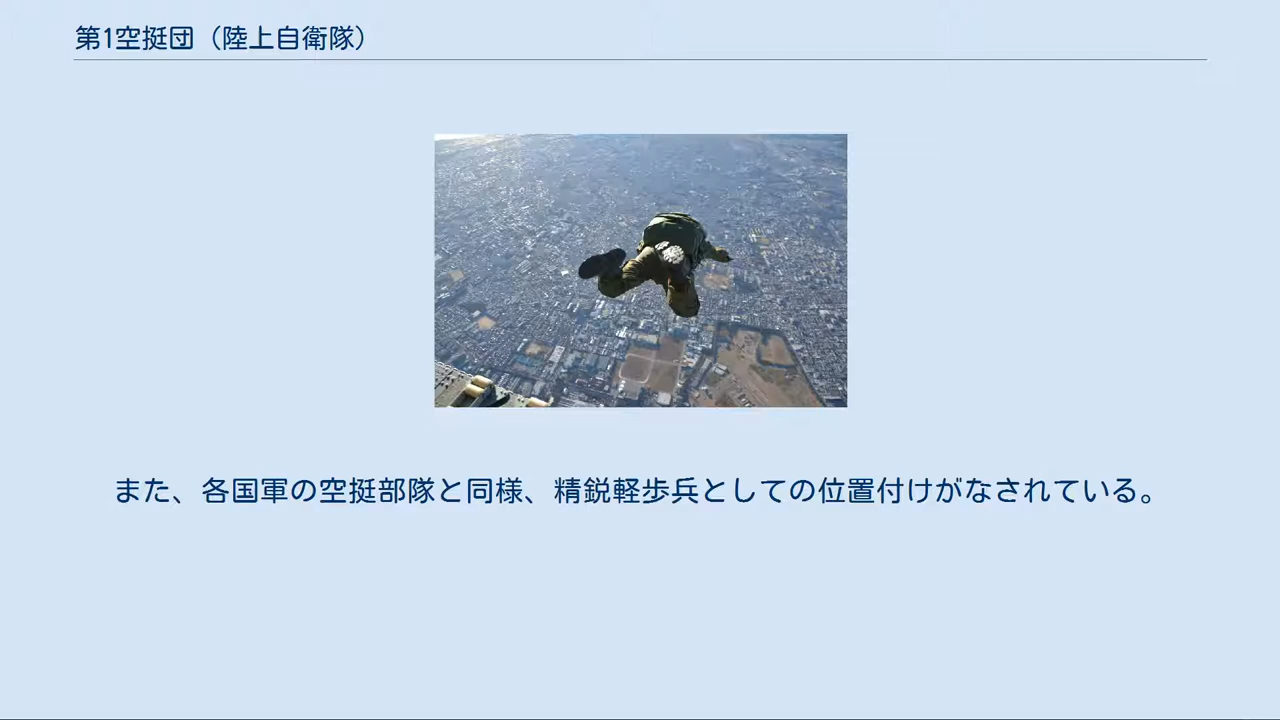 第1空挺団（陸上自衛隊）
また、各国軍の空挺部隊と同様、精鋭軽歩兵としての位置付けがなされている。